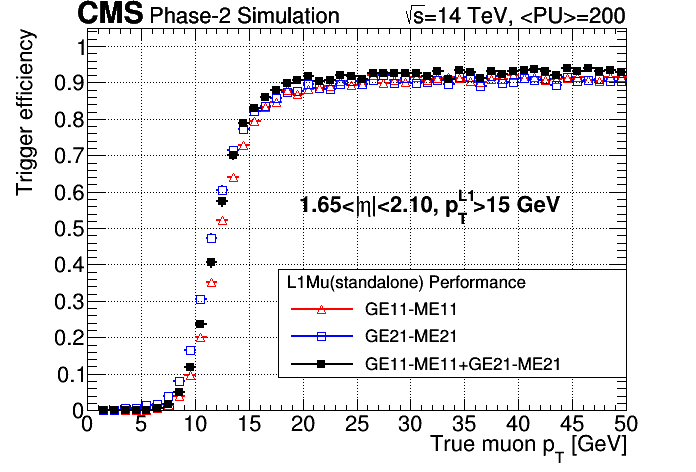 CMS Phase-2 Simulation √s=14 TeV, <PU>=200
Trigger efficiency
1
0.9
0.8
0.7
0.6
0.5
0.4
0.3
0.2
0.1
0
1.65<|η|<2.10, p_T^L1>15 GeV
L1Mu(standalone) Performance
GE11-ME11
GE21-ME21
GE11-ME11+GE21-ME21
0 5 10 15 20 25 30 35 40 45 50
True muon p_T [GeV]